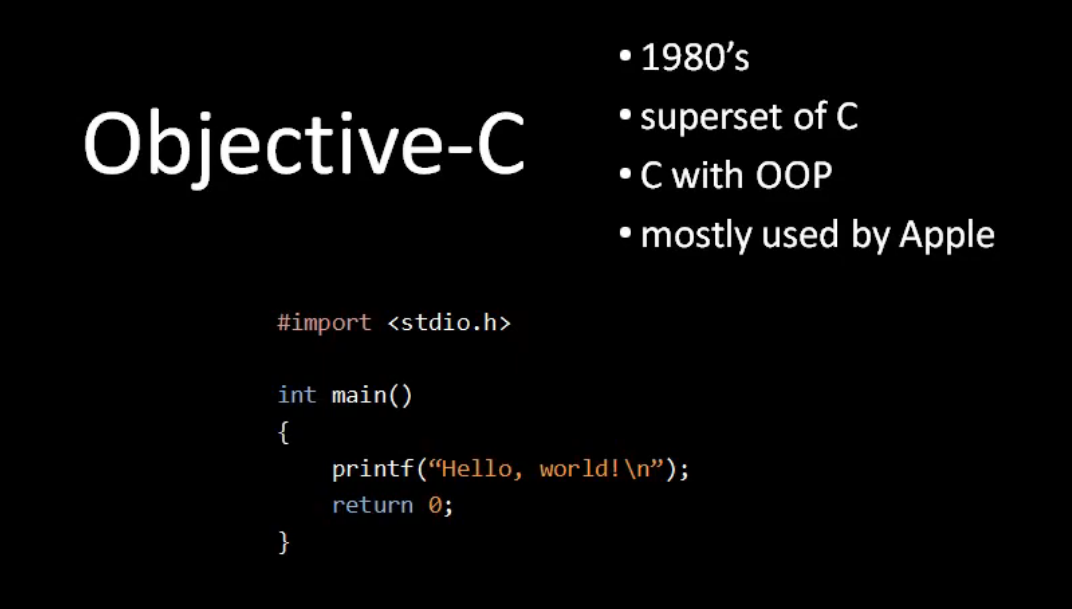 Objective-C
• 1980’s
• superset of C
• C with OOP
• mostly used by Apple
#import <stdio.h>
int main()
{
    printf(“Hello, world!\n”);
    return 0;
}